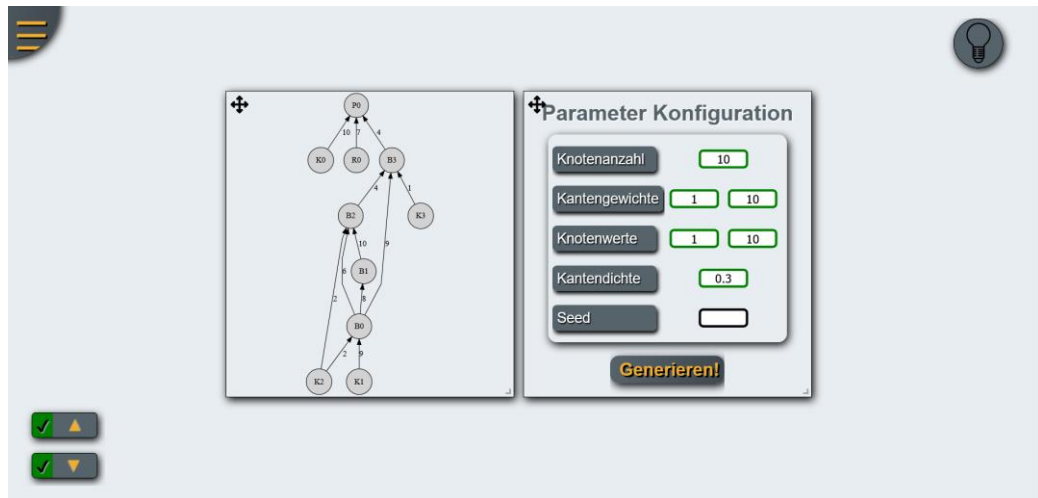 P0
10 7 4
K0 R0 B3
4 1
B2 K3
10 9
6 B1
2 8
B0
2 9
K2 K1
Parameter Konfiguration
Knotenanzahl 10
Kantengewichte 1 10
Knotenwerte 1 10
Kantendichte 0.3
Seed
Generieren!